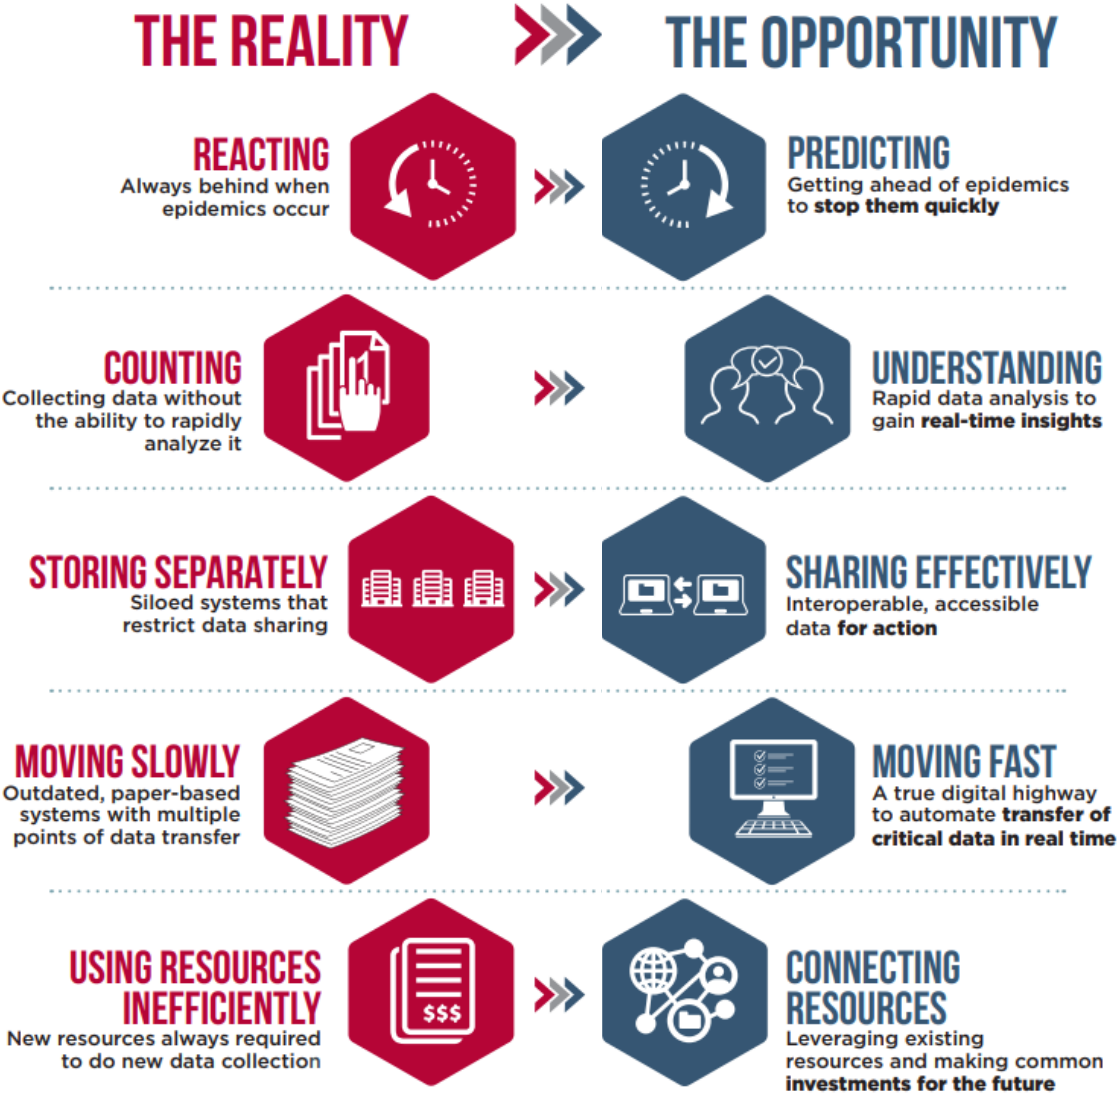 THE REALITY
THE OPPORTUNITY
REACTING
Always behind when
epidemics occur
PREDICTING
Getting ahead of epidemics
to stop them quickly
COUNTING
Collecting data without
the ability to rapidly
analyze it
1
UNDERSTANDING
Rapid data analysis to
gain real-time insights
STORING SEPARATELY
Siloed systems that
restrict data sharing
SHARING EFFECTIVELY
Interoperable, accessible
data for action
MOVING SLOWLY
Outdated, paper-based
systems with multiple
points of data transfer
MOVING FAST
A true digital highway
to automate transfer of
critical data in real time
USING RESOURCES
INEFFICIENTLY
New resources always required
to do new data collection
$$$
CONNECTING
RESOURCES
Leveraging existing
resources and making common
investments for the future